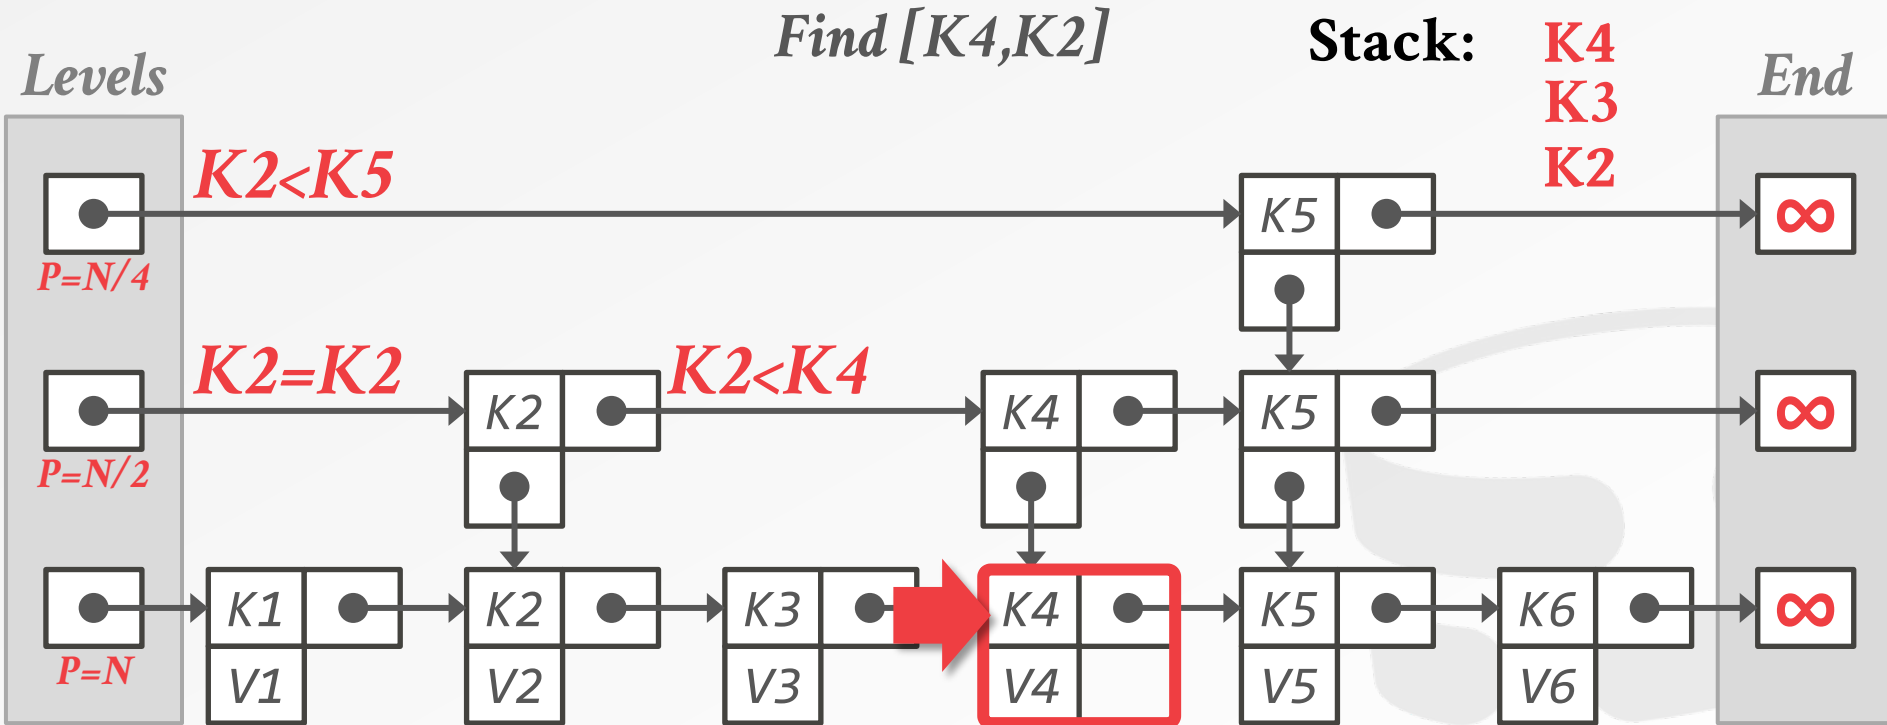 Find [K4,K2]
Stack: K4
K3
K2
Levels
End
K2<K5
K5
∞
P=N/4
K2=K2
K2
K2<K4
K4
K5
∞
P=N/2
K1
K2
K3
K4
K5
K6
∞
P=N
V1
V2
V3
V4
V5
V6